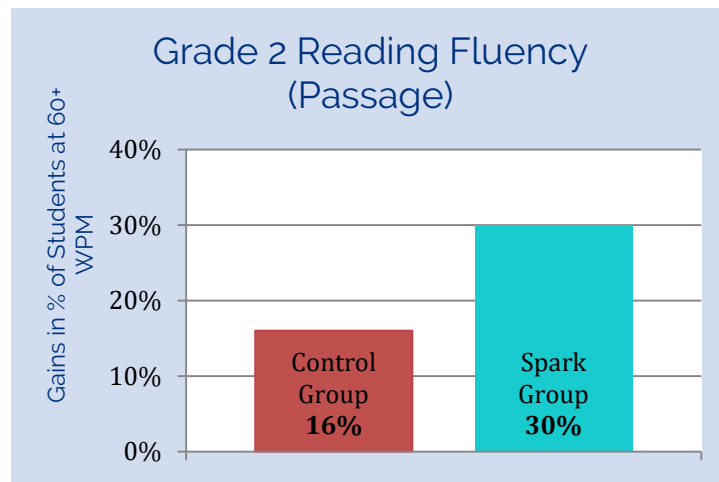 Grade 2 Reading Fluency
(Passage)
Gains in % of Students at 60+
WPM
40%
30%
20%
10%
0%
Control
Group
16%
Spark
Group
30%